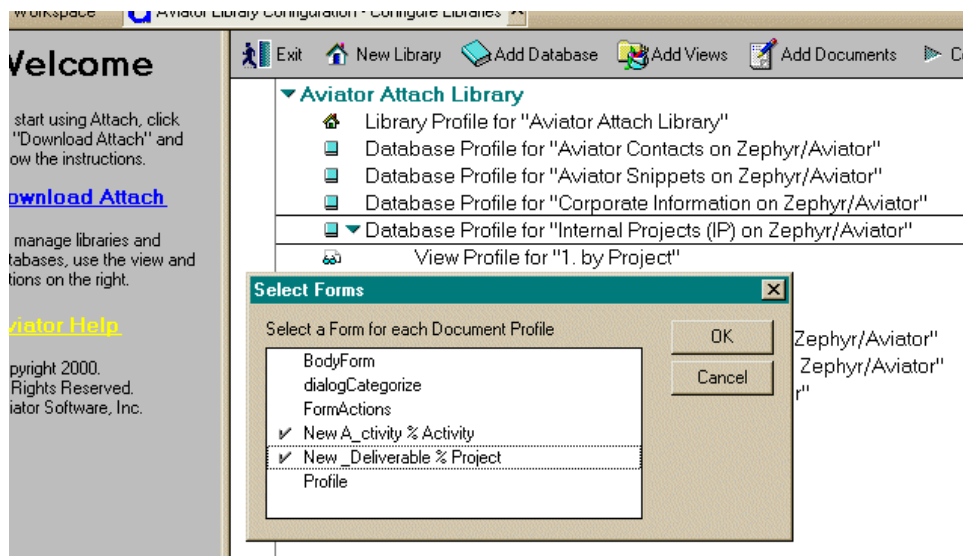 Workspace
Aviator Library Configuration - Configure Libraries
Welcome
start using Attach, click
"Download Attach" and
ow the instructions.
ownload Attach
manage libraries and
tabases, use the view and
tions on the right.
viator Help
pyright 2000.
Rights Reserved.
iator Software, Inc.
Exit New Library Add Database Add Views Add Documents C
Aviator Attach Library
Library Profile for "Aviator Attach Library"
Database Profile for "Aviator Contacts on Zephyr/Aviator"
Database Profile for "Aviator Snippets on Zephyr/Aviator"
Database Profile for "Corporate Information on Zephyr/Aviator"
Database Profile for "Internal Projects (IP) on Zephyr/Aviator"
View Profile for "1. by Project"
Zephyr/Aviator"
Zephyr/Aviator"
r"
Select Forms
Select a Form for each Document Profile
BodyForm
dialogCategorize
FormActions
New A_ctivity % Activity
New _Deliverable % Project
Profile
OK
Cancel